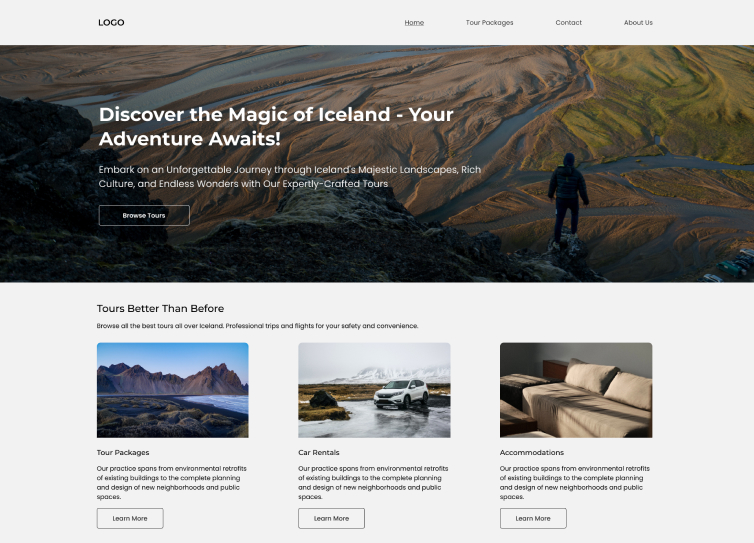 LOGO
Home
Tour Packages
Contact
About Us
Discover the Magic of Iceland - Your
Adventure Awaits!
Embark on an Unforgettable Journey through Iceland's Majestic Landscapes, Rich
Culture, and Endless Wonders with Our Expertly-Crafted Tours
Browse Tours
Tours Better Than Before
Browse all the best tours all over Iceland. Professional trips and flights for your safety and convenience.
Tour Packages
Our practice spans from environmental retrofits
of existing buildings to the complete planning
and design of new neighborhoods and public
spaces.
Learn More
Car Rentals
Our practice spans from environmental retrofits
of existing buildings to the complete planning
and design of new neighborhoods and public
spaces.
Learn More
Accommodations
Our practice spans from environmental retrofits
of existing buildings to the complete planning
and design of new neighborhoods and public
spaces.
Learn More